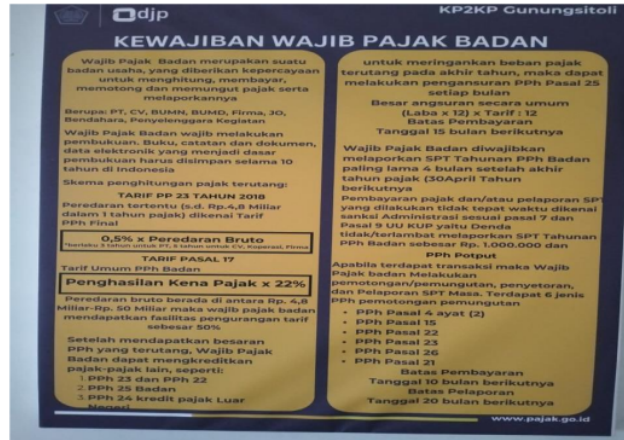 djp
KP2KP Gunungsitoli
KEWAJIBAN WAJIB PAJAK BADAN
Wajib Pajak Badan merupakan suatu
badan usaha, yang diberikan kepercayaan
untuk menghitung, membayar,
memotong dan memungut pajak serta
melaporkannya
Berupa: PT, CV, BUMN, BUMD, Firma, JO,
Bendahara, Penyelenggara Kegiatan
Wajib Pajak Badan wajib melakukan
pembukuan. Buku, catatan dan dokumen,
data elektronik yang menjadi dasar
pembukuan harus disimpan selama 10
tahun di Indonesia
Skema penghitungan pajak terutang:
TARIF PP 23 TAHUN 2018
Peredaran tertentu (s.d. Rp.4,8 Miliar
dalam 1 tahun pajak) dikenai Tarif
PPh Final
0,5% x Peredaran Bruto
*berlaku 3 tahun untuk PT, 4 tahun untuk CV, Koperasi, Firma
TARIF PASAL 17
Tarif Umum PPh Badan
Penghasilan Kena Pajak x 22%
Peredaran bruto berada di antara Rp. 4,8
Miliar-Rp. 50 Miliar maka wajib pajak badan
mendapatkan fasilitas pengurangan tarif
sebesar 50%
Setelah mendapatkan besaran
PPh yang terutang, Wajib Pajak
Badan dapat mengkreditkan
pajak-pajak lain, seperti:
1. PPh 23 dan PPh 22
2. PPh 25 Badan
3. PPh 24 kredit pajak Luar
Negeri
untuk meringankan beban pajak
terutang pada akhir tahun, maka dapat
melakukan pengansuran PPh Pasal 25
setiap bulan
Besar angsuran secara umum
(Laba x 12) x Tarif : 12
Batas Pembayaran
Tanggal 15 bulan berikutnya
Wajib Pajak Badan diwajibkan
melaporkan SPT Tahunan PPh Badan
paling lama 4 bulan setelah akhir
tahun pajak (30April Tahun
berikutnya
Pembayaran pajak dan/atau pelaporan SPT
yang dilakukan tidak tepat waktu dikenai
sanksi Administrasi sesuai pasal 7 dan
Pasal 9 UU KUP yaitu Denda
tidak/terlambat melaporkan SPT Tahunan
PPh Badan sebesar Rp. 1.000.000 dan
PPh Potput
Apabila terdapat transaksi maka Wajib
Pajak badan Melakukan
pemotongan/pemungutan, penyetoran,
dan Pelaporan SPT Masa. Terdapat 6 jenis
PPh pemotongan pemungutan
• PPh Pasal 4 ayat (2)
• PPh Pasal 15
• PPh Pasal 22
• PPh Pasal 23
• PPh Pasal 26
• PPh Pasal 21
Batas Pembayaran
Tanggal 10 bulan berikutnya
Batas Pelaporan
Tanggal 20 bulan berikutnya
www.pajak.go.id